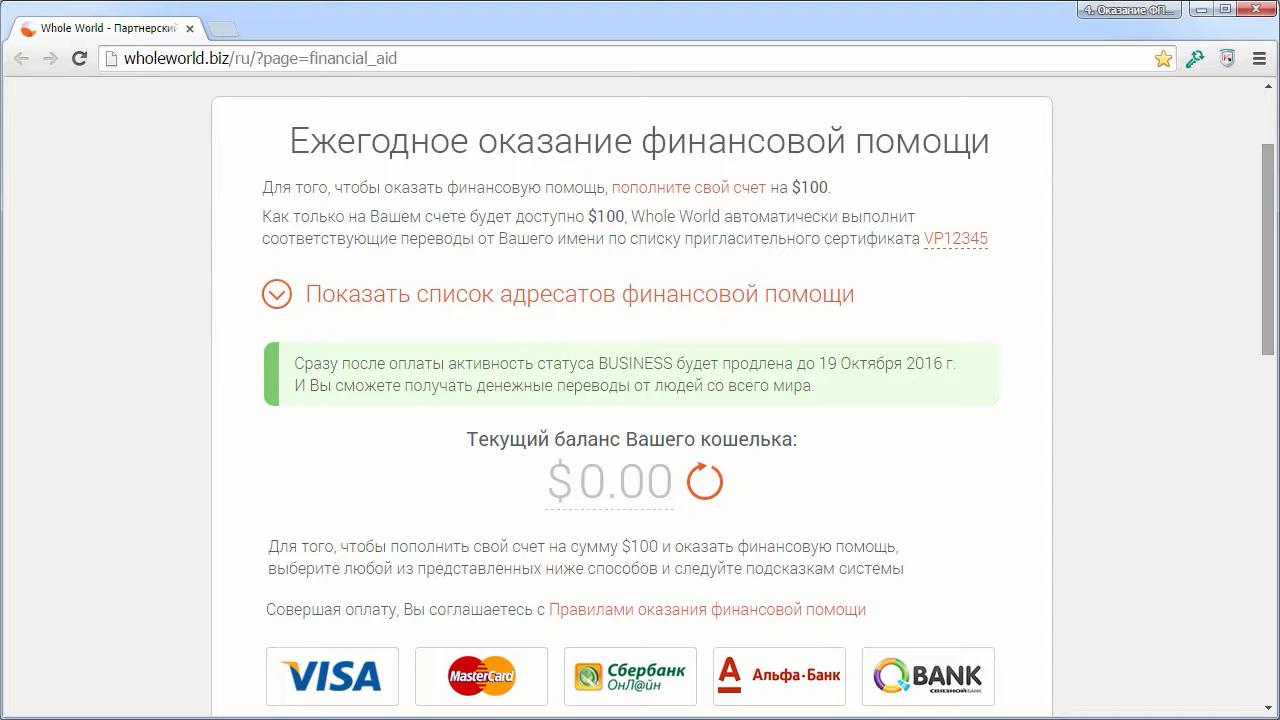 4. Оказание ФП...
Whole World - Партнерский
wholeworld.biz/ru/?page=financial_aid
Ежегодное оказание финансовой помощи
Для того, чтобы оказать финансовую помощь, пополните свой счет на $100.
Как только на Вашем счете будет доступно $100, Whole World автоматически выполнит
соответствующие переводы от Вашего имени по списку пригласительного сертификата VP12345
Показать список адресатов финансовой помощи
Сразу после оплаты активность статуса BUSINESS будет продлена до 19 Октября 2016 г.
И Вы сможете получать денежные переводы от людей со всего мира.
Текущий баланс Вашего кошелька:
$0.00
Для того, чтобы пополнить свой счет на сумму $100 и оказать финансовую помощь,
выберите любой из представленных ниже способов и следуйте подсказкам системы
Совершая оплату, Вы соглашаетесь с Правилами оказания финансовой помощи
VISA
MasterCard
Сбербанк
ОнЛ@йн
Альфа·Банк
QBANK
СВЯЗНОЙБАНК